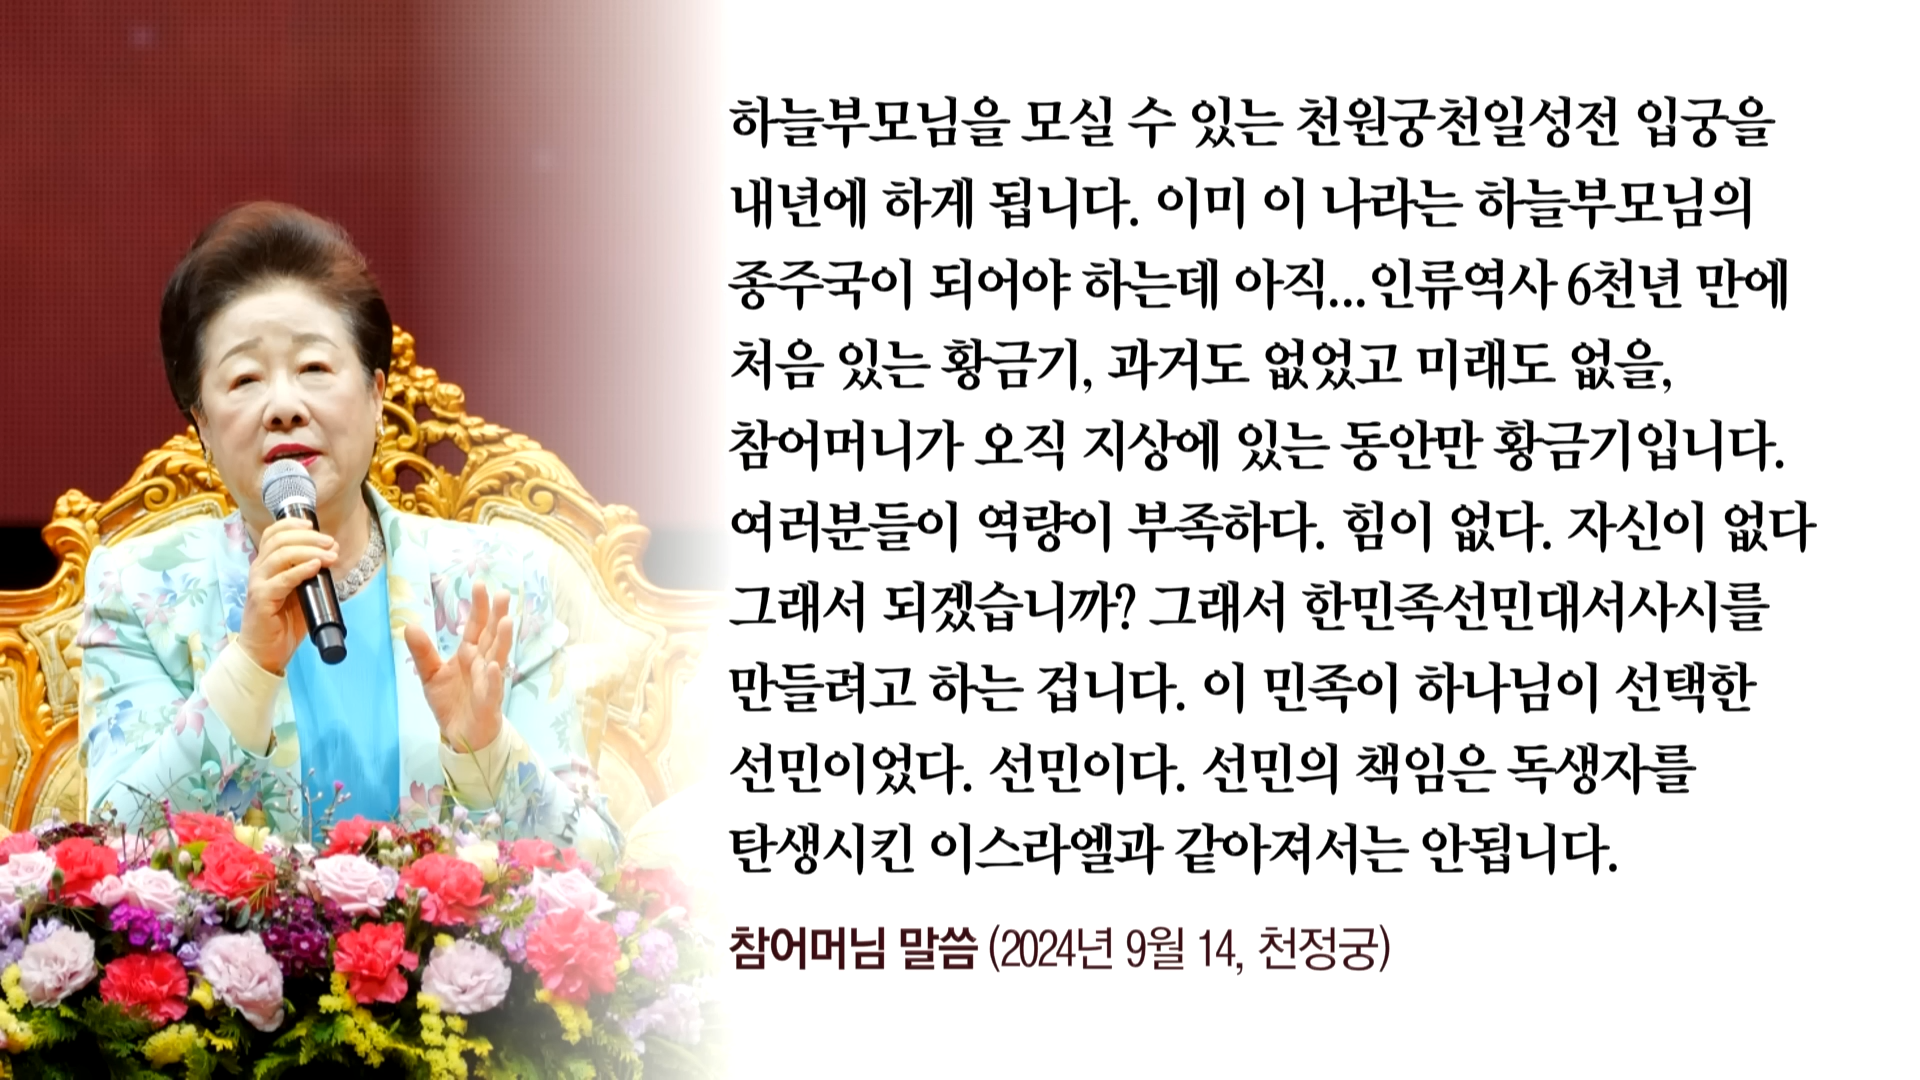 하늘부모님을 모실 수 있는 천원궁천일성전 입궁을
내년에 하게 됩니다. 이미 이 나라는 하늘부모님의
종주국이 되어야 하는데 아직...인류역사 6천년 만에
처음 있는 황금기, 과거도 없었고 미래도 없을,
참어머니가 오직 지상에 있는 동안만 황금기입니다.
여러분들이 역량이 부족하다. 힘이 없다. 자신이 없다
그래서 되겠습니까? 그래서 한민족선민대서사시를
만들려고 하는 겁니다. 이 민족이 하나님이 선택한
선민이었다. 선민이다. 선민의 책임은 독생자를
탄생시킨 이스라엘과 같아져서는 안됩니다.
참어머님 말씀 (2024년 9월 14, 천정궁)